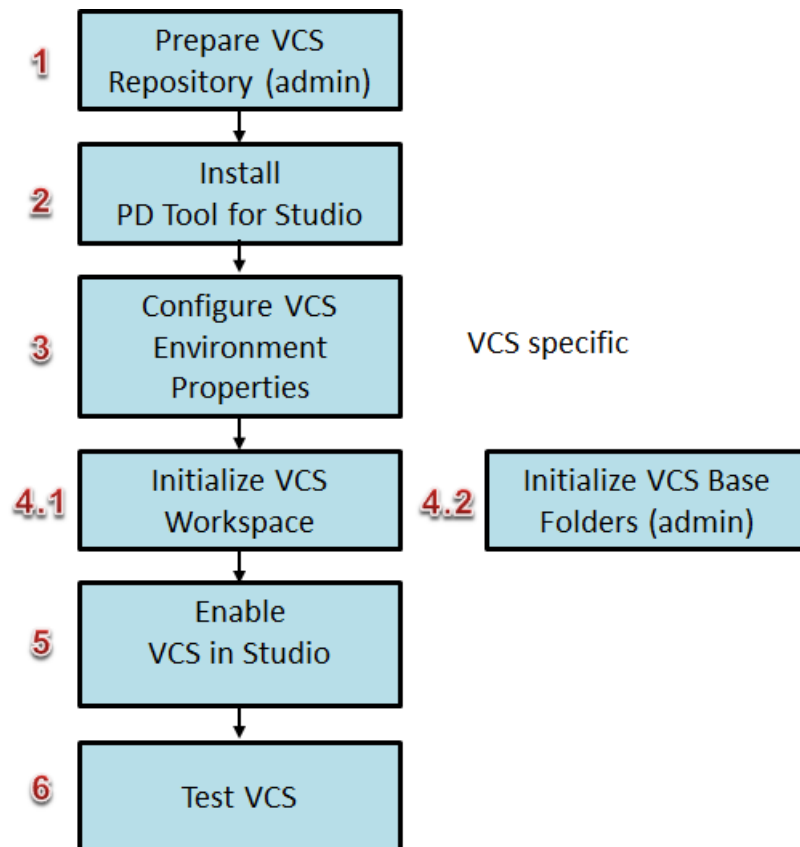 1
Prepare VCS
Repository (admin)
2
Install
PD Tool for Studio
3
Configure VCS
Environment
Properties
VCS specific
4.1
Initialize VCS
Workspace
4.2
Initialize VCS Base
Folders (admin)
5
Enable
VCS in Studio
6
Test VCS